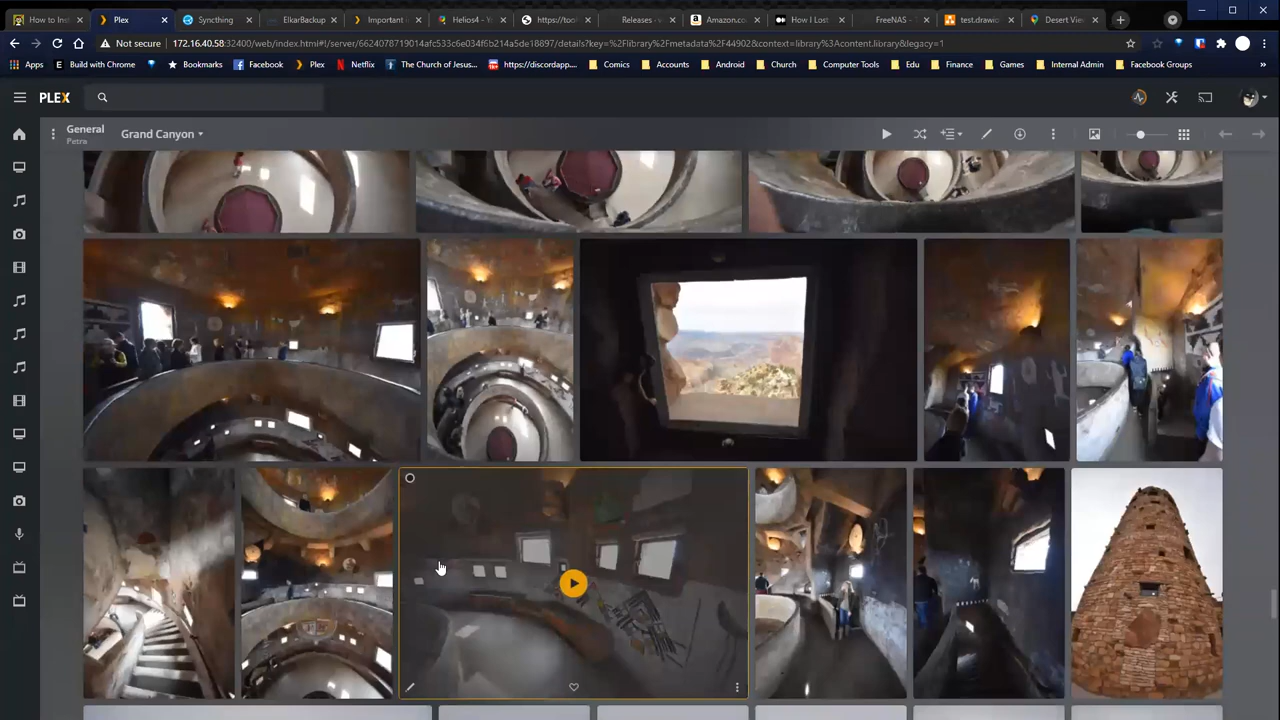 How to Inst
Plex
Syncthing
ElkarBackup
Important
Helios4 - Y
https://tool
Releases · v
Amazon.co
How I Lost
FreeNAS -
test.drawio
Desert View
Not secure
172.16.40.58:32400/web/index.html#!/server/6624078719014afc533c6e034f6b214a5de18897/details?key=%2Flibrary%2Fmetadata%2F44902&context=library%3Acontent.library&legacy=1
Apps
Build with Chrome
Bookmarks
Facebook
Plex
Netflix
The Church of Jesus...
https://discordapp....
Comics
Accounts
Android
Church
Computer Tools
Edu
Finance
Games
Internal Admin
Facebook Groups
PLEX
General
Petra
Grand Canyon